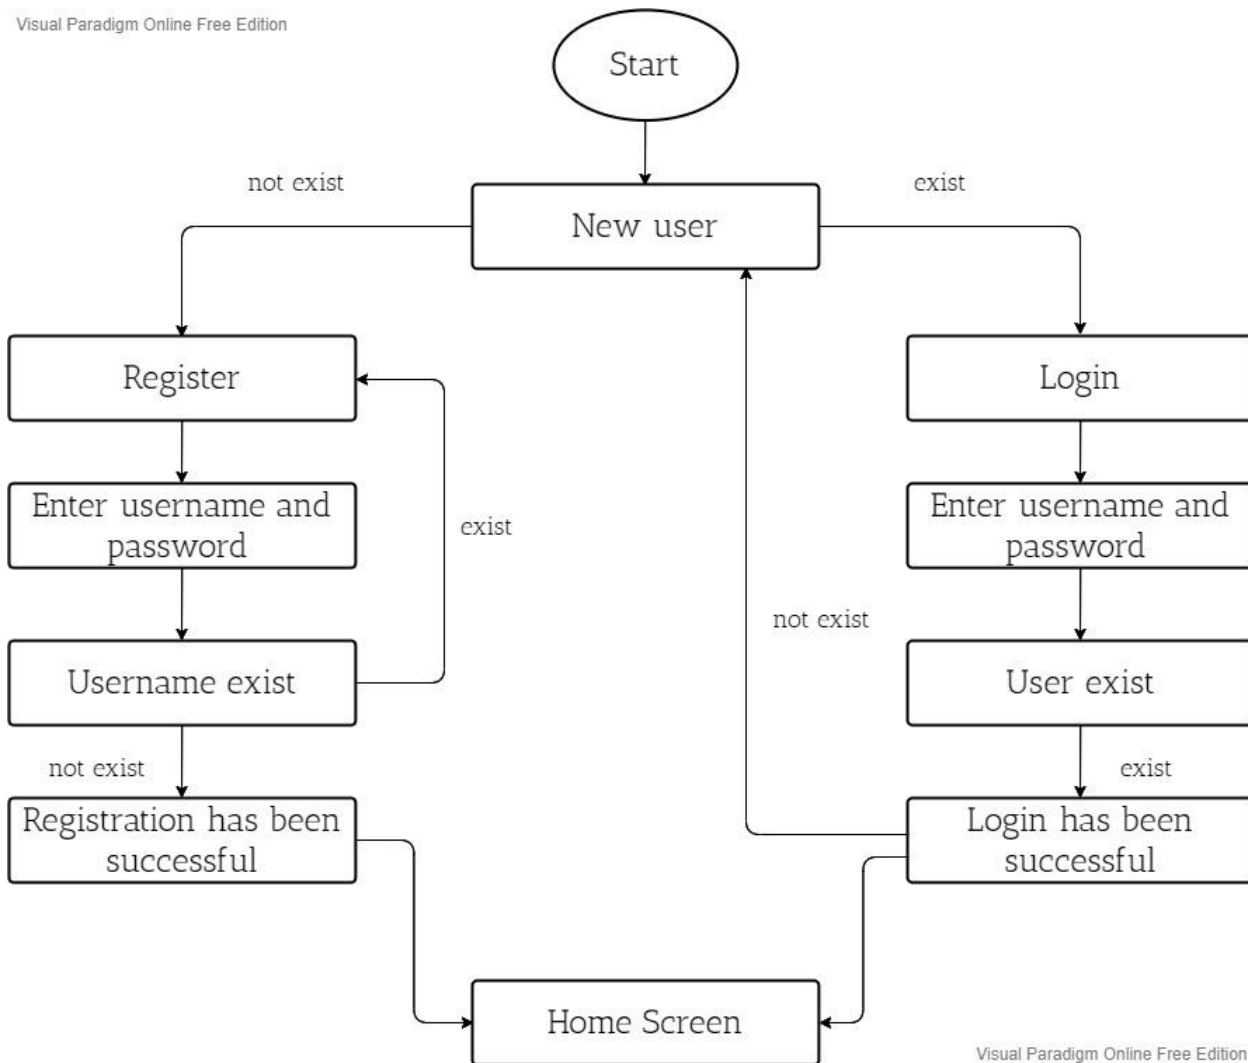 Visual Paradigm Online Free Edition
Start
not exist
exist
New user
Register
Login
Enter username and
password
exist
Enter username and
password
not exist
Username exist
User exist
not exist
exist
Registration has been
successful
Login has been
successful
Home Screen
Visual Paradigm Online Free Edition